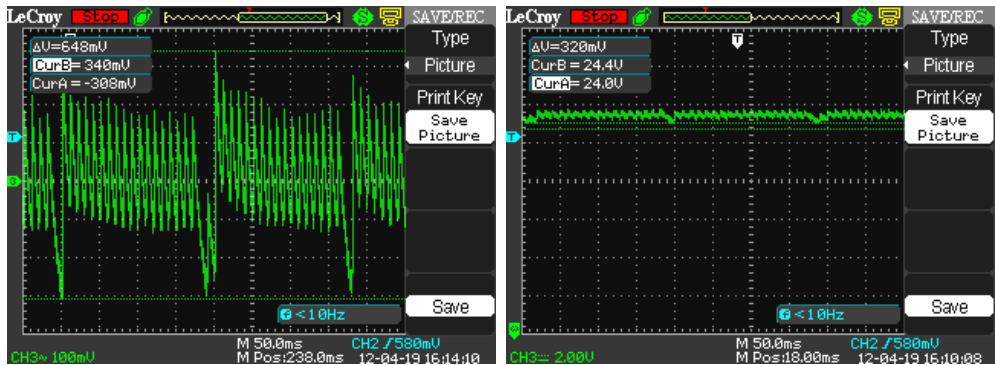 LeCroy Stop SAVE/REC
ΔV=648mV
CurB= 340mV
CurA = -308mV
Type
Picture
Print Key
Save
Picture
T
3
f <10Hz
Save
M 50.0ms CH2 ƒ580mV
CH3~ 100mV M Pos:238.0ms 12-04-19 16:14:10
LeCroy Stop SAVE/REC
ΔV=320mV
CurB = 24.4V
CurA= 24.0V
T
Type
Picture
Print Key
Save
Picture
T
f <10Hz
Save
M 50.0ms CH2 ƒ580mV
CH3 2.00V M Pos:18.00ms 12-04-19 16:10:08